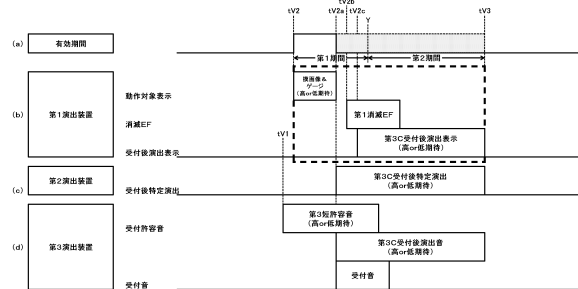 tV2
tV2a
tV2b
tV2c
Y
tV3
(a)
有効期間
第1期間
第2期間
(b)
第1演出装置
動作対象表示
操画像&
ゲージ
(高or低期待)
消滅EF
第1消滅EF
受付後演出表示
第3C受付後演出表示
(高or低期待)
tV1
(c)
第2演出装置
受付後特定演出
第3C受付後特定演出
(高or低期待)
(d)
第3演出装置
受付許容音
第3短許容音
(高or低期待)
第3C受付後演出音
(高or低期待)
受付音
受付音